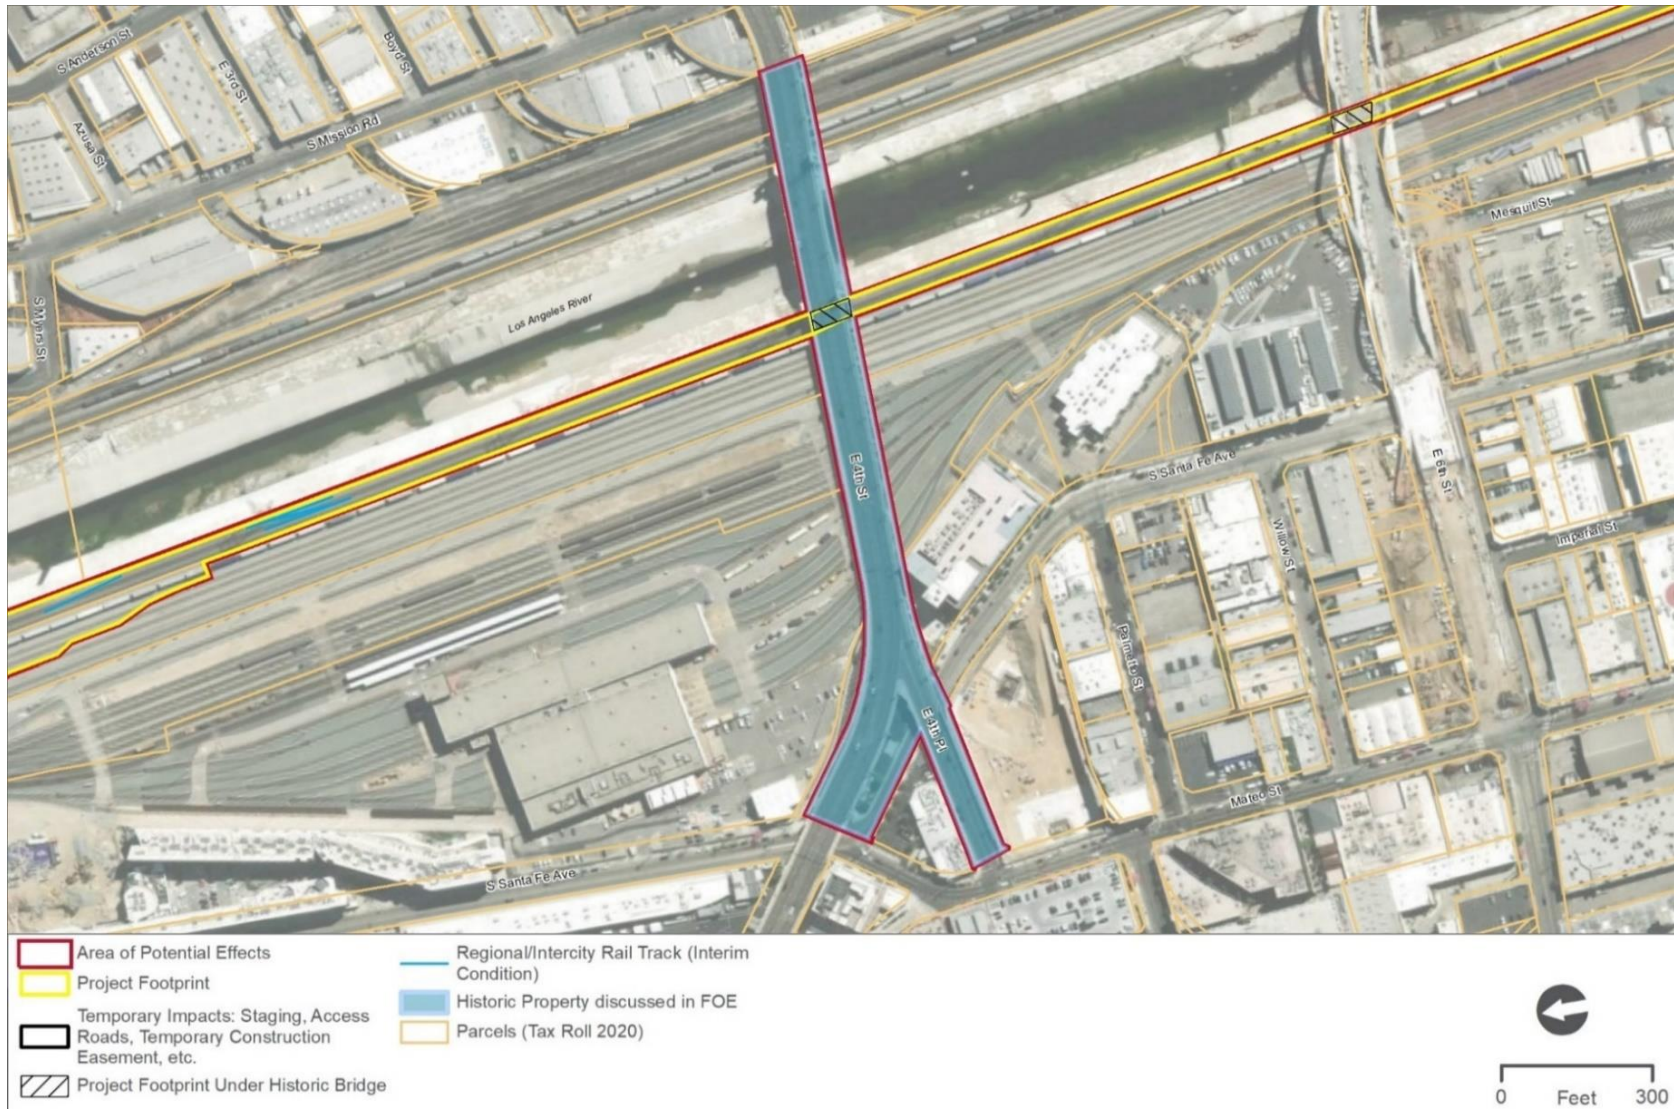 S Anderson St
E 3rd St
Boyd St
Azusa St
S Mission Rd
S Myers St
Los Angeles River
Mesquit St
E 4th St
S Santa Fe Ave
E 6th St
Willow St
Imperial St
Palmetto St
E 4th Pl
Mateo St
S Santa Fe Ave
Area of Potential Effects
Project Footprint
Temporary Impacts: Staging, Access
Roads, Temporary Construction
Easement, etc.
Project Footprint Under Historic Bridge
Regional/Intercity Rail Track (Interim
Condition)
Historic Property discussed in FOE
Parcels (Tax Roll 2020)
0 Feet 300